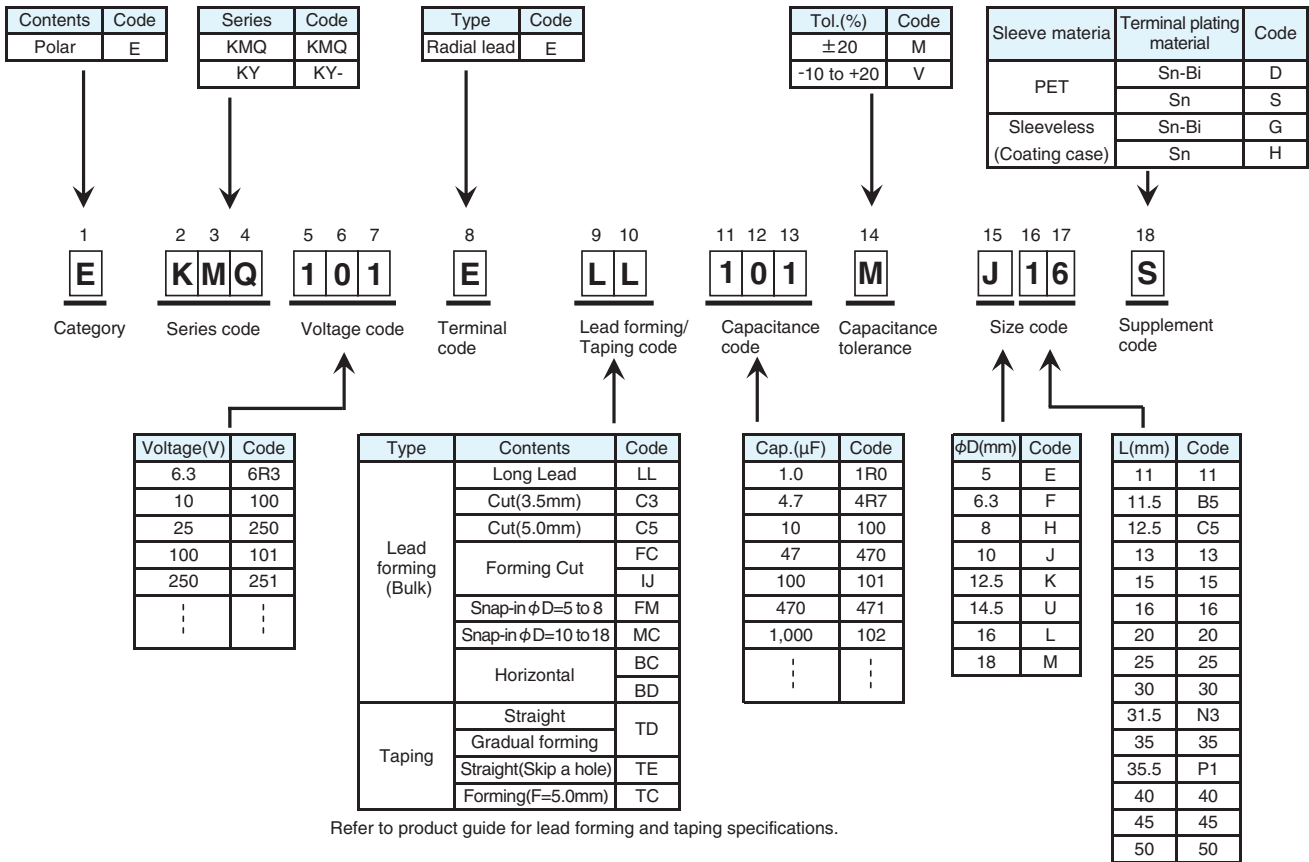 Contents Code
Polar E
Series Code
KMQ KMQ
KY KY-
Type Code
Radial lead E
Tol.(%) Code
±20 M
-10 to +20 V
Sleeve materia Terminal plating material Code
PET Sn-Bi D
Sn S
Sleeveless (Coating case) Sn-Bi G
Sn H
1 2 3 4 5 6 7 8 9 10 11 12 13 14 15 16 17 18
E K M Q 1 0 1 E L L 1 0 1 M J 1 6 S
Category
Series code
Voltage code
Terminal
code
Lead forming/
Taping code
Capacitance
code
Capacitance
tolerance
Size code
Supplement
code
Voltage(V) Code
6.3 6R3
10 100
25 250
100 101
250 251
Type Contents Code
Lead
forming
(Bulk)
Long Lead LL
Cut(3.5mm) C3
Cut(5.0mm) C5
Forming Cut FC
IJ
Snap-in φD=5 to 8 FM
Snap-in φD=10 to 18 MC
Horizontal BC
BD
Taping
Straight TD
Gradual forming
Straight(Skip a hole) TE
Forming(F=5.0mm) TC
Cap.(µF) Code
1.0 1R0
4.7 4R7
10 100
47 470
100 101
470 471
1,000 102
φD(mm) Code
5 E
6.3 F
8 H
10 J
12.5 K
14.5 U
16 L
18 M
L(mm) Code
11 11
11.5 B5
12.5 C5
13 13
15 15
16 16
20 20
25 25
30 30
31.5 N3
35 35
35.5 P1
40 40
45 45
50 50
Refer to product guide for lead forming and taping specifications.